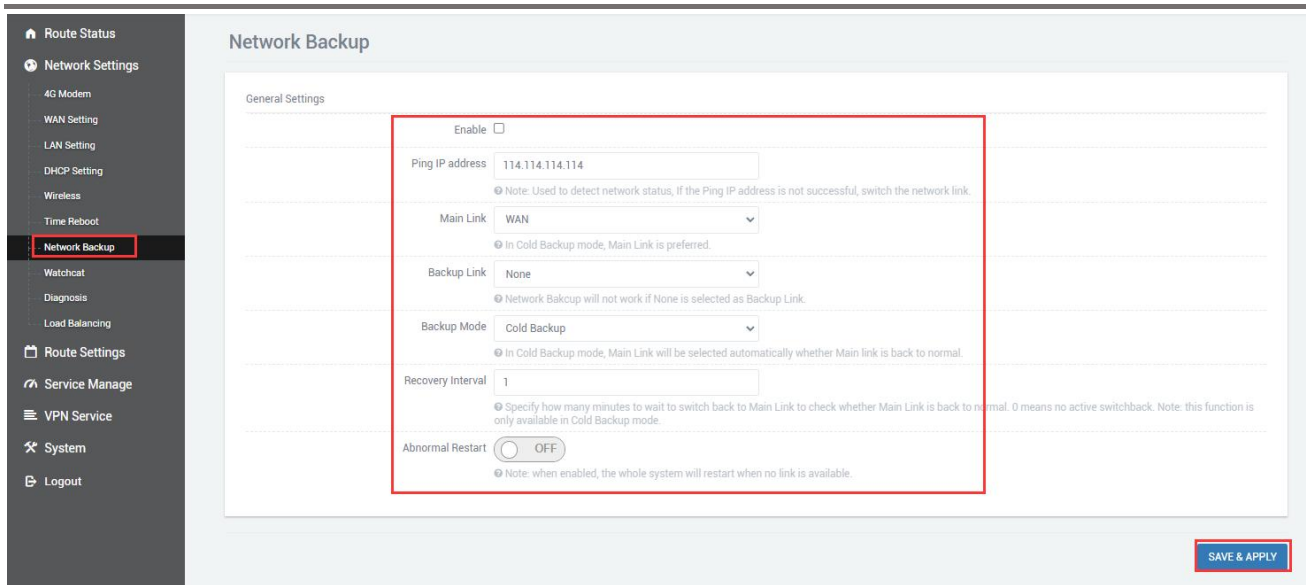 Route Status
Network Settings
4G Modem
WAN Setting
LAN Setting
DHCP Setting
Wireless
Time Reboot
Network Backup
Watchcat
Diagnosis
Load Balancing
Route Settings
Service Manage
VPN Service
System
Logout
Network Backup
General Settings
Enable
Ping IP address 114.114.114.114
Note: Used to detect network status, If the Ping IP address is not successful, switch the network link.
Main Link WAN
In Cold Backup mode, Main Link is preferred.
Backup Link None
Network Bakcup will not work if None is selected as Backup Link.
Backup Mode Cold Backup
In Cold Backup mode, Main Link will be selected automatically whether Main link is back to normal.
Recovery Interval 1
Specify how many minutes to wait to switch back to Main Link to check whether Main Link is back to normal. 0 means no active switchback. Note: this function is
only available in Cold Backup mode.
Abnormal Restart OFF
Note: when enabled, the whole system will restart when no link is available.
SAVE & APPLY